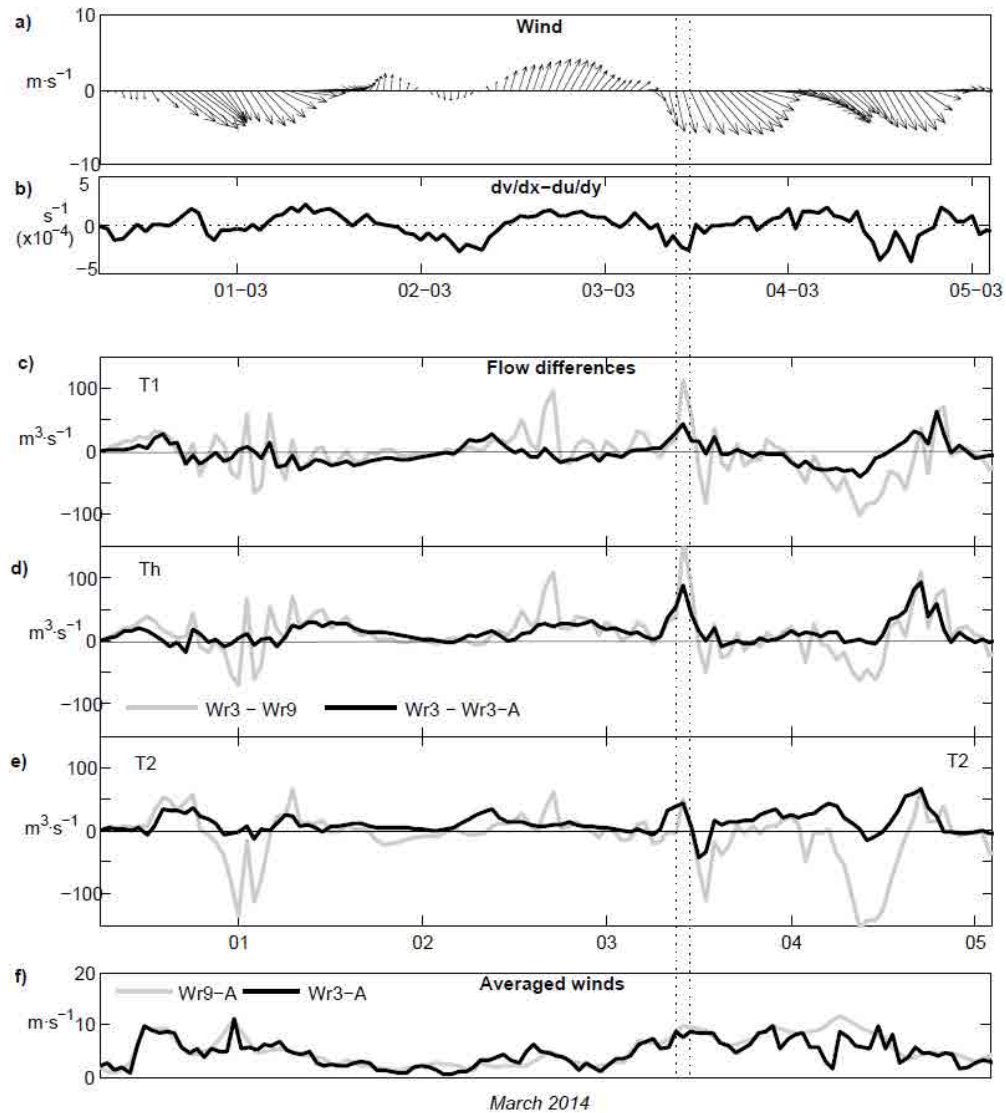 a)
Wind
10
m·s⁻¹
0
−10
b)
dv/dx−du/dy
5
s⁻¹
0
(x10⁻⁴)
−5
01−03
02−03
03−03
04−03
05−03
c)
Flow differences
T1
100
m³·s⁻¹
0
−100
d)
Th
100
m³·s⁻¹
0
−100
Wr3 − Wr9
Wr3 − Wr3−A
e)
T2
T2
100
m³·s⁻¹
0
−100
01
02
03
04
05
f)
20
Wr9−A
Wr3−A
Averaged winds
m·s⁻¹
10
0
March 2014